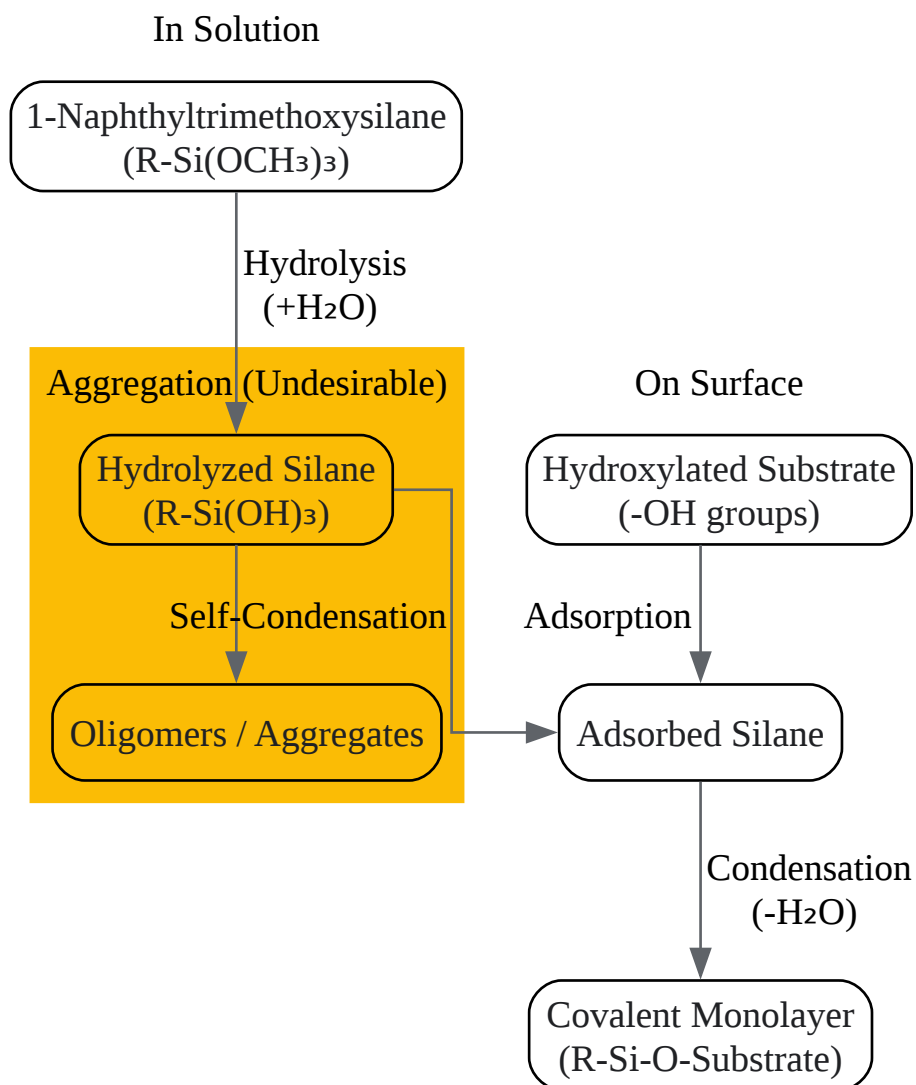 In Solution
1-Naphthyltrimethoxysilane
(R-Si(OCH₃)₃)
Hydrolysis
(+H₂O)
Aggregation (Undesirable)
Hydrolyzed Silane
(R-Si(OH)₃)
Self-Condensation
Oligomers / Aggregates
On Surface
Hydroxylated Substrate
(-OH groups)
Adsorption
Adsorbed Silane
Condensation
(-H₂O)
Covalent Monolayer
(R-Si-O-Substrate)